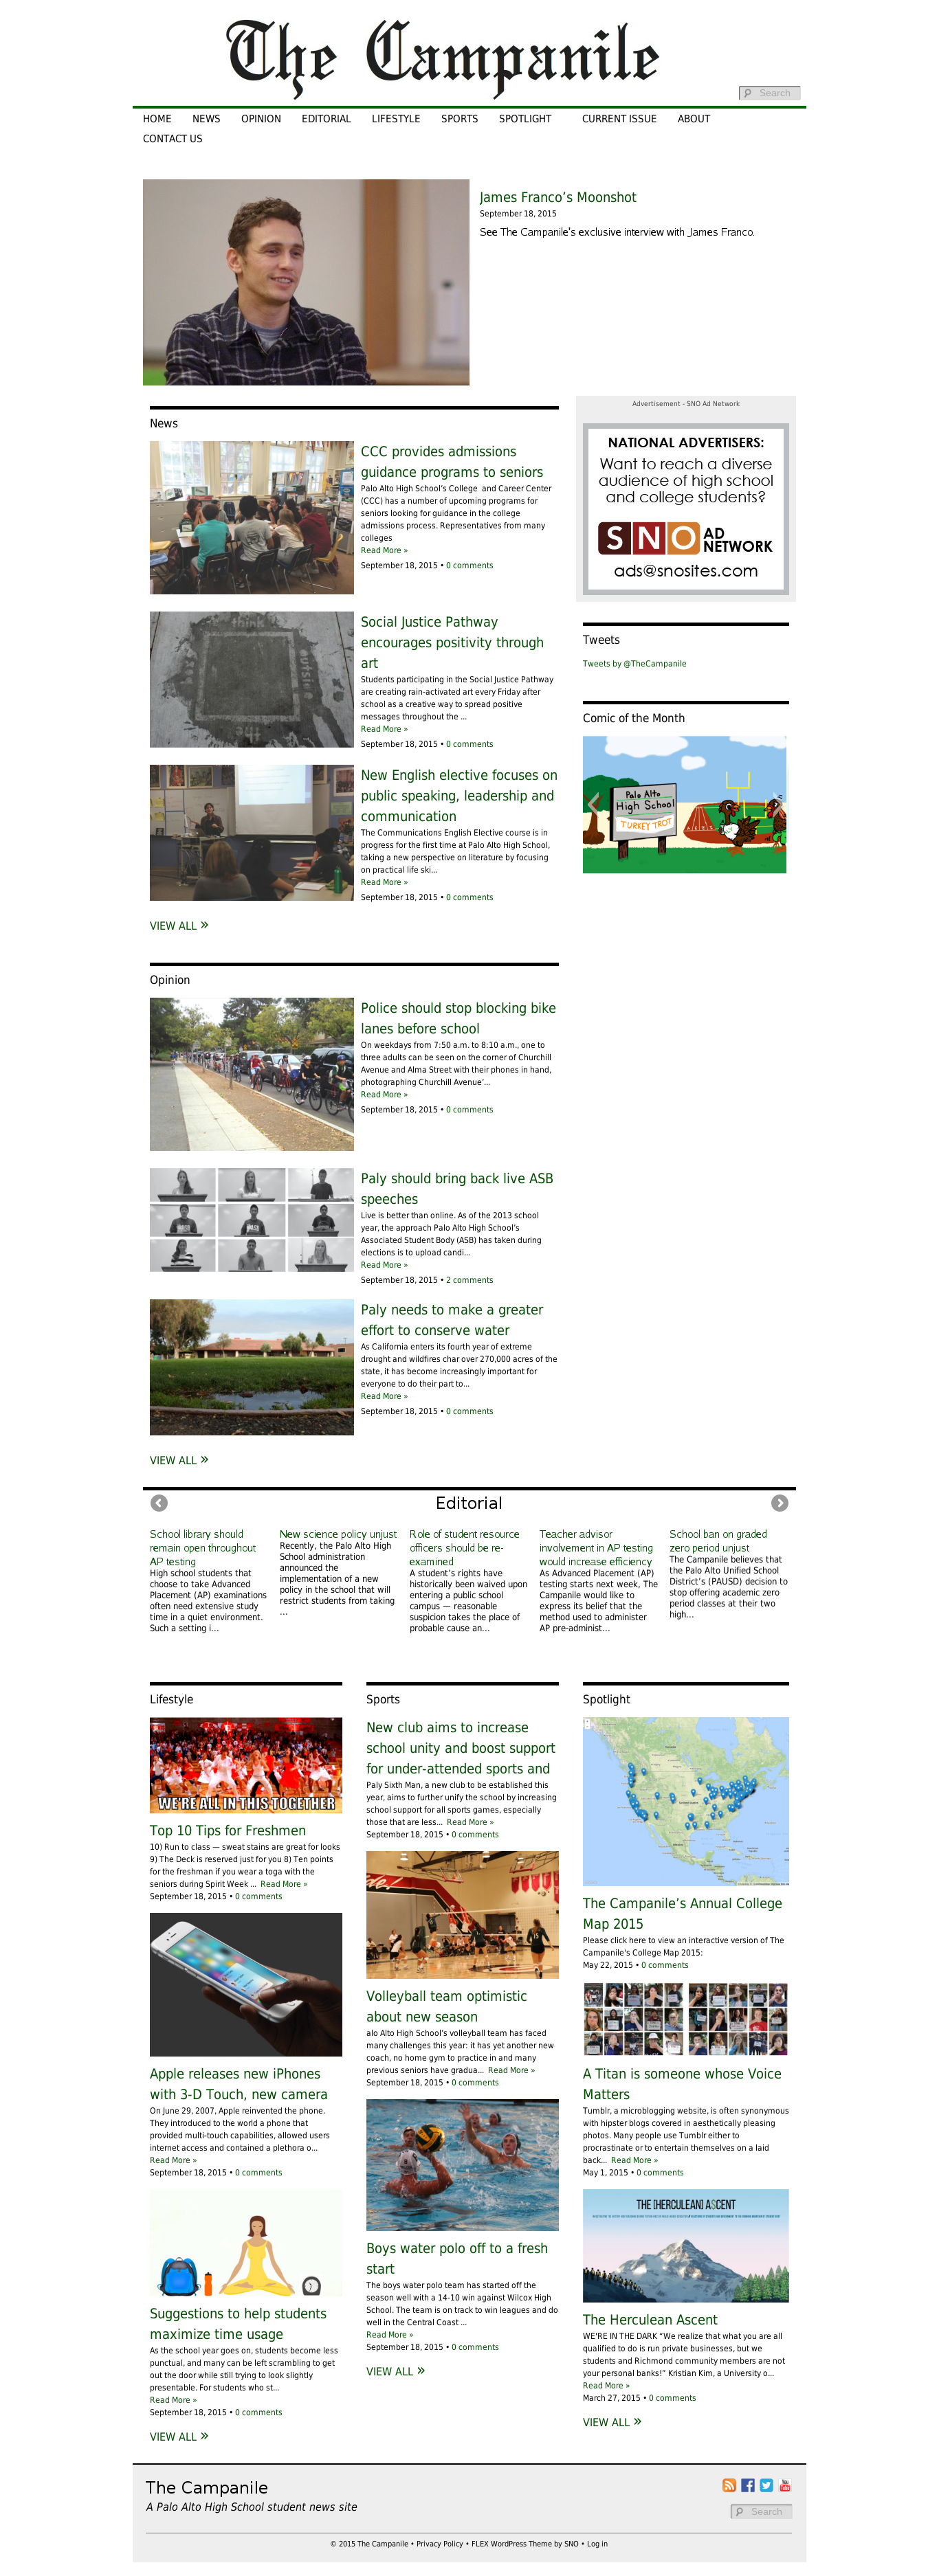 The Campanile
Search
HOME NEWS OPINION EDITORIAL LIFESTYLE SPORTS SPOTLIGHT CURRENT ISSUE ABOUT
CONTACT US
James Franco’s Moonshot
September 18, 2015
See The Campanile's exclusive interview with James Franco.
News
CCC provides admissions
guidance programs to seniors
Palo Alto High School’s College and Career Center
(CCC) has a number of upcoming programs for
seniors looking for guidance in the college
admissions process. Representatives from many
colleges
Read More »
September 18, 2015 • 0 comments
Social Justice Pathway
encourages positivity through
art
Students participating in the Social Justice Pathway
are creating rain-activated art every Friday after
school as a creative way to spread positive
messages throughout the ...
Read More »
September 18, 2015 • 0 comments
New English elective focuses on
public speaking, leadership and
communication
The Communications English Elective course is in
progress for the first time at Palo Alto High School,
taking a new perspective on literature by focusing
on practical life ski...
Read More »
September 18, 2015 • 0 comments
VIEW ALL »
Advertisement - SNO Ad Network
NATIONAL ADVERTISERS:
Want to reach a diverse
audience of high school
and college students?
SNO AD
NETWORK
ads@snosites.com
Tweets
Tweets by @TheCampanile
Comic of the Month
Palo Alto
High School
TURKEY TROT
Opinion
Police should stop blocking bike
lanes before school
On weekdays from 7:50 a.m. to 8:10 a.m., one to
three adults can be seen on the corner of Churchill
Avenue and Alma Street with their phones in hand,
photographing Churchill Avenue’...
Read More »
September 18, 2015 • 0 comments
Paly should bring back live ASB
speeches
Live is better than online. As of the 2013 school
year, the approach Palo Alto High School’s
Associated Student Body (ASB) has taken during
elections is to upload candi...
Read More »
September 18, 2015 • 2 comments
Paly needs to make a greater
effort to conserve water
As California enters its fourth year of extreme
drought and wildfires char over 270,000 acres of the
state, it has become increasingly important for
everyone to do their part to...
Read More »
September 18, 2015 • 0 comments
VIEW ALL »
Editorial
School library should
remain open throughout
AP testing
High school students that
choose to take Advanced
Placement (AP) examinations
often need extensive study
time in a quiet environment.
Such a setting i...
New science policy unjust
Recently, the Palo Alto High
School administration
announced the
implementation of a new
policy in the school that will
restrict students from taking
...
Role of student resource
officers should be re-
examined
A student’s rights have
historically been waived upon
entering a public school
campus — reasonable
suspicion takes the place of
probable cause an...
Teacher advisor
involvement in AP testing
would increase efficiency
As Advanced Placement (AP)
testing starts next week, The
Campanile would like to
express its belief that the
method used to administer
AP pre-administ...
School ban on graded
zero period unjust
The Campanile believes that
the Palo Alto Unified School
District’s (PAUSD) decision to
stop offering academic zero
period classes at their two
high...
Lifestyle
WE'RE ALL IN THIS TOGETHER
Top 10 Tips for Freshmen
10) Run to class — sweat stains are great for looks
9) The Deck is reserved just for you 8) Ten points
for the freshman if you wear a toga with the
seniors during Spirit Week ... Read More »
September 18, 2015 • 0 comments
Apple releases new iPhones
with 3-D Touch, new camera
On June 29, 2007, Apple reinvented the phone.
They introduced to the world a phone that
provided multi-touch capabilities, allowed users
internet access and contained a plethora o...
Read More »
September 18, 2015 • 0 comments
Suggestions to help students
maximize time usage
As the school year goes on, students become less
punctual, and many can be left scrambling to get
out the door while still trying to look slightly
presentable. For students who st...
Read More »
September 18, 2015 • 0 comments
VIEW ALL »
Sports
New club aims to increase
school unity and boost support
for under-attended sports and
Paly Sixth Man, a new club to be established this
year, aims to further unify the school by increasing
school support for all sports games, especially
those that are less... Read More »
September 18, 2015 • 0 comments
Volleyball team optimistic
about new season
alo Alto High School’s volleyball team has faced
many challenges this year: it has yet another new
coach, no home gym to practice in and many
previous seniors have gradua... Read More »
September 18, 2015 • 0 comments
Boys water polo off to a fresh
start
The boys water polo team has started off the
season well with a 14-10 win against Wilcox High
School. The team is on track to win leagues and do
well in the Central Coast ...
Read More »
September 18, 2015 • 0 comments
VIEW ALL »
Spotlight
The Campanile’s Annual College
Map 2015
Please click here to view an interactive version of The
Campanile's College Map 2015:
May 22, 2015 • 0 comments
A Titan is someone whose Voice
Matters
Tumblr, a microblogging website, is often synonymous
with hipster blogs covered in aesthetically pleasing
photos. Many people use Tumblr either to
procrastinate or to entertain themselves on a laid
back... Read More »
May 1, 2015 • 0 comments
THE [HERCULEAN] A$CENT
The Herculean Ascent
WE'RE IN THE DARK “We realize that what you are all
qualified to do is run private businesses, but we
students and Richmond community members are not
your personal banks!” Kristian Kim, a University o...
Read More »
March 27, 2015 • 0 comments
VIEW ALL »
The Campanile
A Palo Alto High School student news site
Search
© 2015 The Campanile • Privacy Policy • FLEX WordPress Theme by SNO • Log in